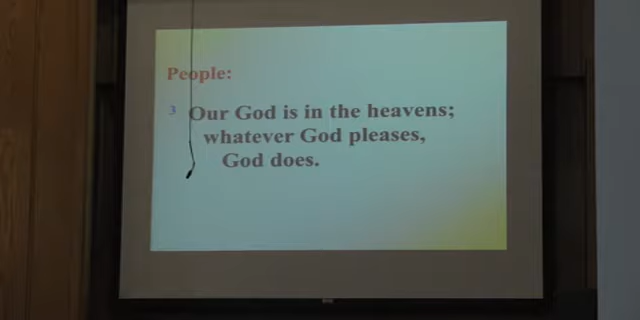 People:
3 Our God is in the heavens;
whatever God pleases,
God does.